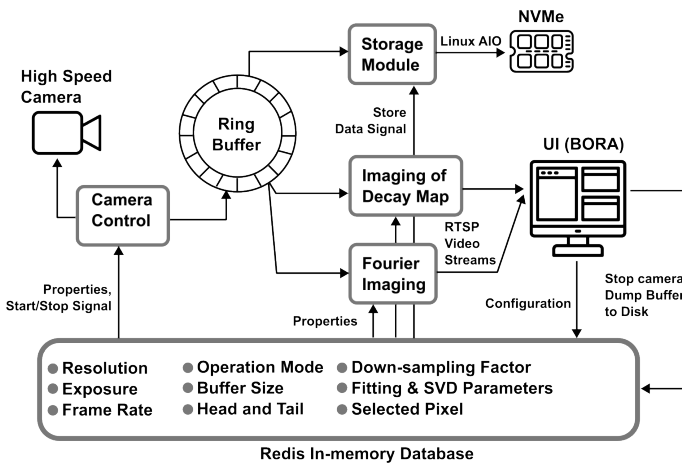 NVMe
Storage
Module
Linux AIO
High Speed
Camera
Ring
Buffer
Store
Data Signal
UI (BORA)
Camera
Control
Imaging of
Decay Map
RTSP
Video
Streams
Fourier
Imaging
Properties,
Start/Stop Signal
Properties
Configuration
Stop camera
Dump Buffer
to Disk
Resolution
Exposure
Frame Rate
Operation Mode
Buffer Size
Head and Tail
Down-sampling Factor
Fitting & SVD Parameters
Selected Pixel
Redis In-memory Database